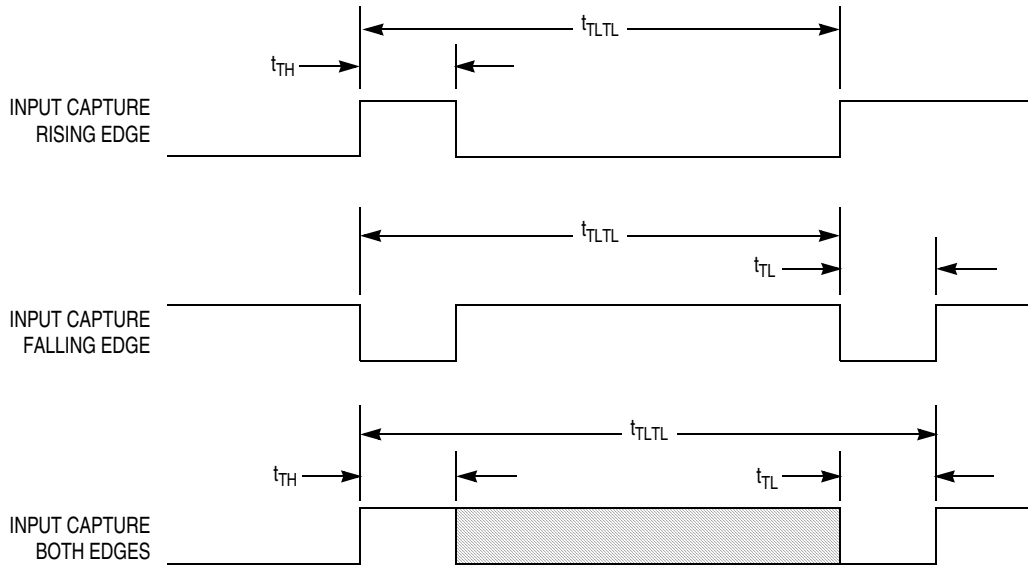 tTLTL
tTH
INPUT CAPTURE
RISING EDGE
tTLTL
tTL
INPUT CAPTURE
FALLING EDGE
tTLTL
tTH
tTL
INPUT CAPTURE
BOTH EDGES